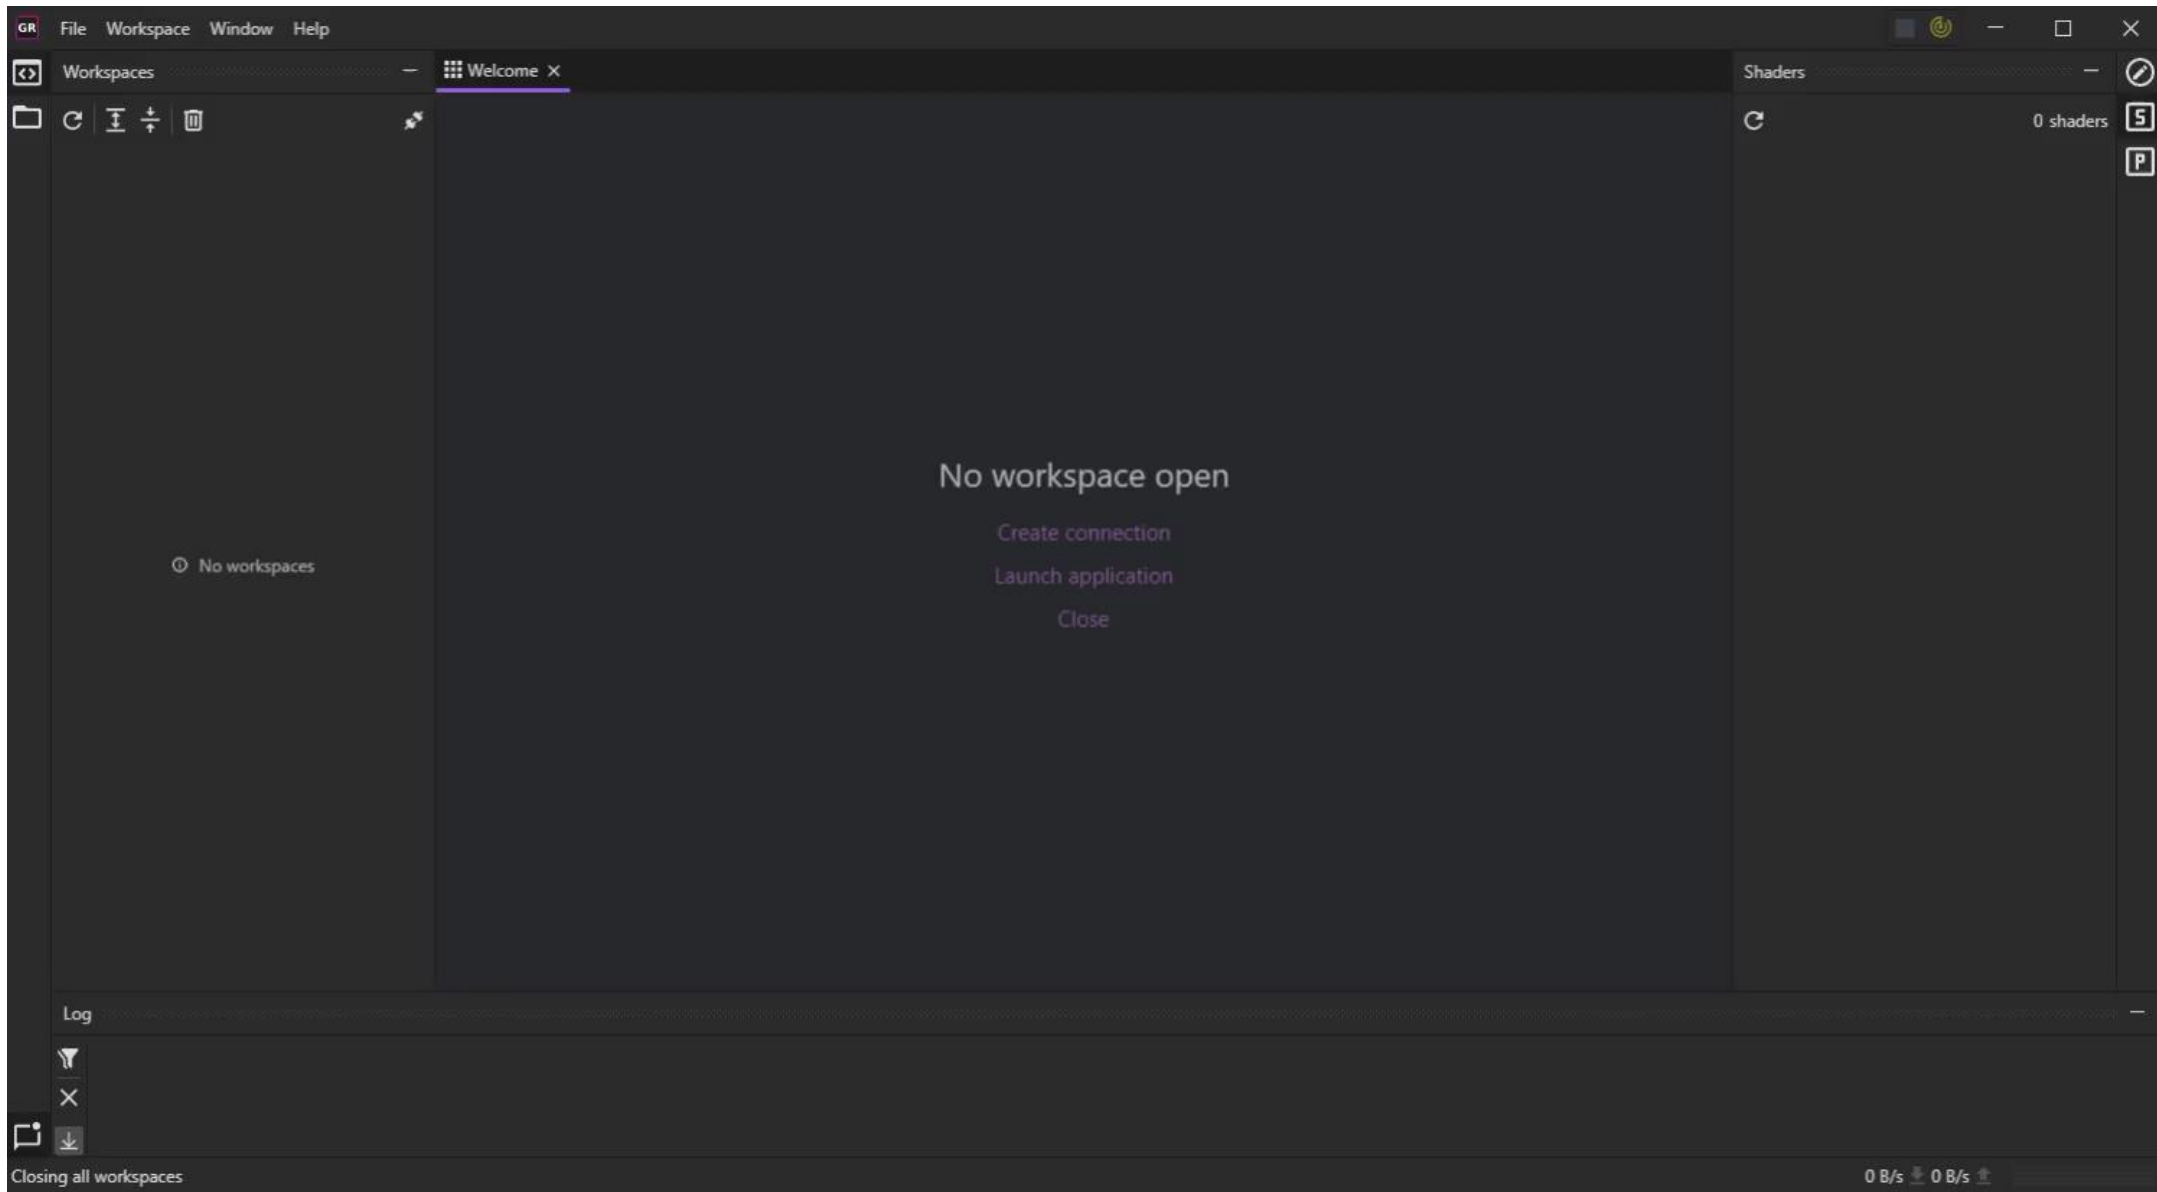 GR File Workspace Window Help
Workspaces
Welcome
Shaders
0 shaders
S
P
No workspace open
Create connection
Launch application
Close
No workspaces
Log
Closing all workspaces
0 B/s 0 B/s